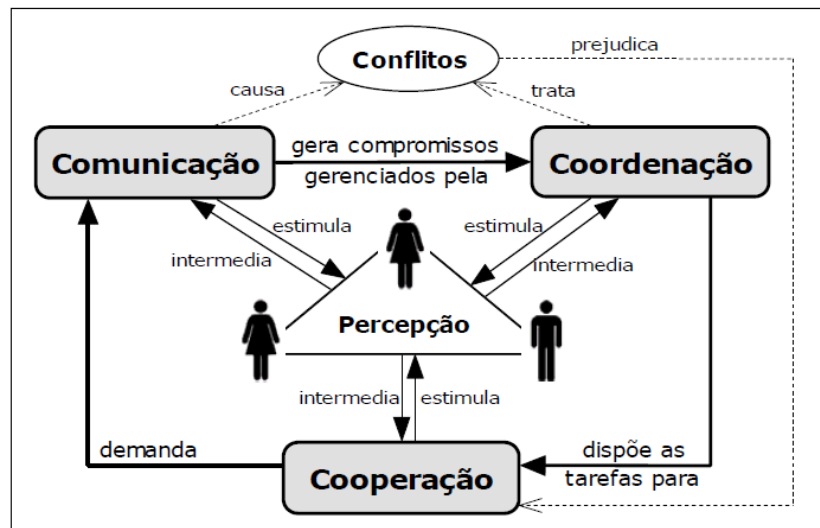 Conflitos
prejudica
causa
trata
Comunicação
gera compromissos
gerenciados pela
Coordenação
estimula
intermedia
estimula
intermedia
Percepção
intermedia
estimula
demanda
Cooperação
dispõe as
tarefas para